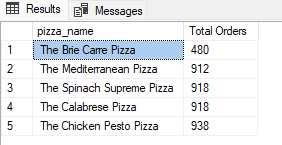 Results Messages
pizza_name Total Orders
1 The Brie Carre Pizza 480
2 The Mediterranean Pizza 912
3 The Spinach Supreme Pizza 918
4 The Calabrese Pizza 918
5 The Chicken Pesto Pizza 938